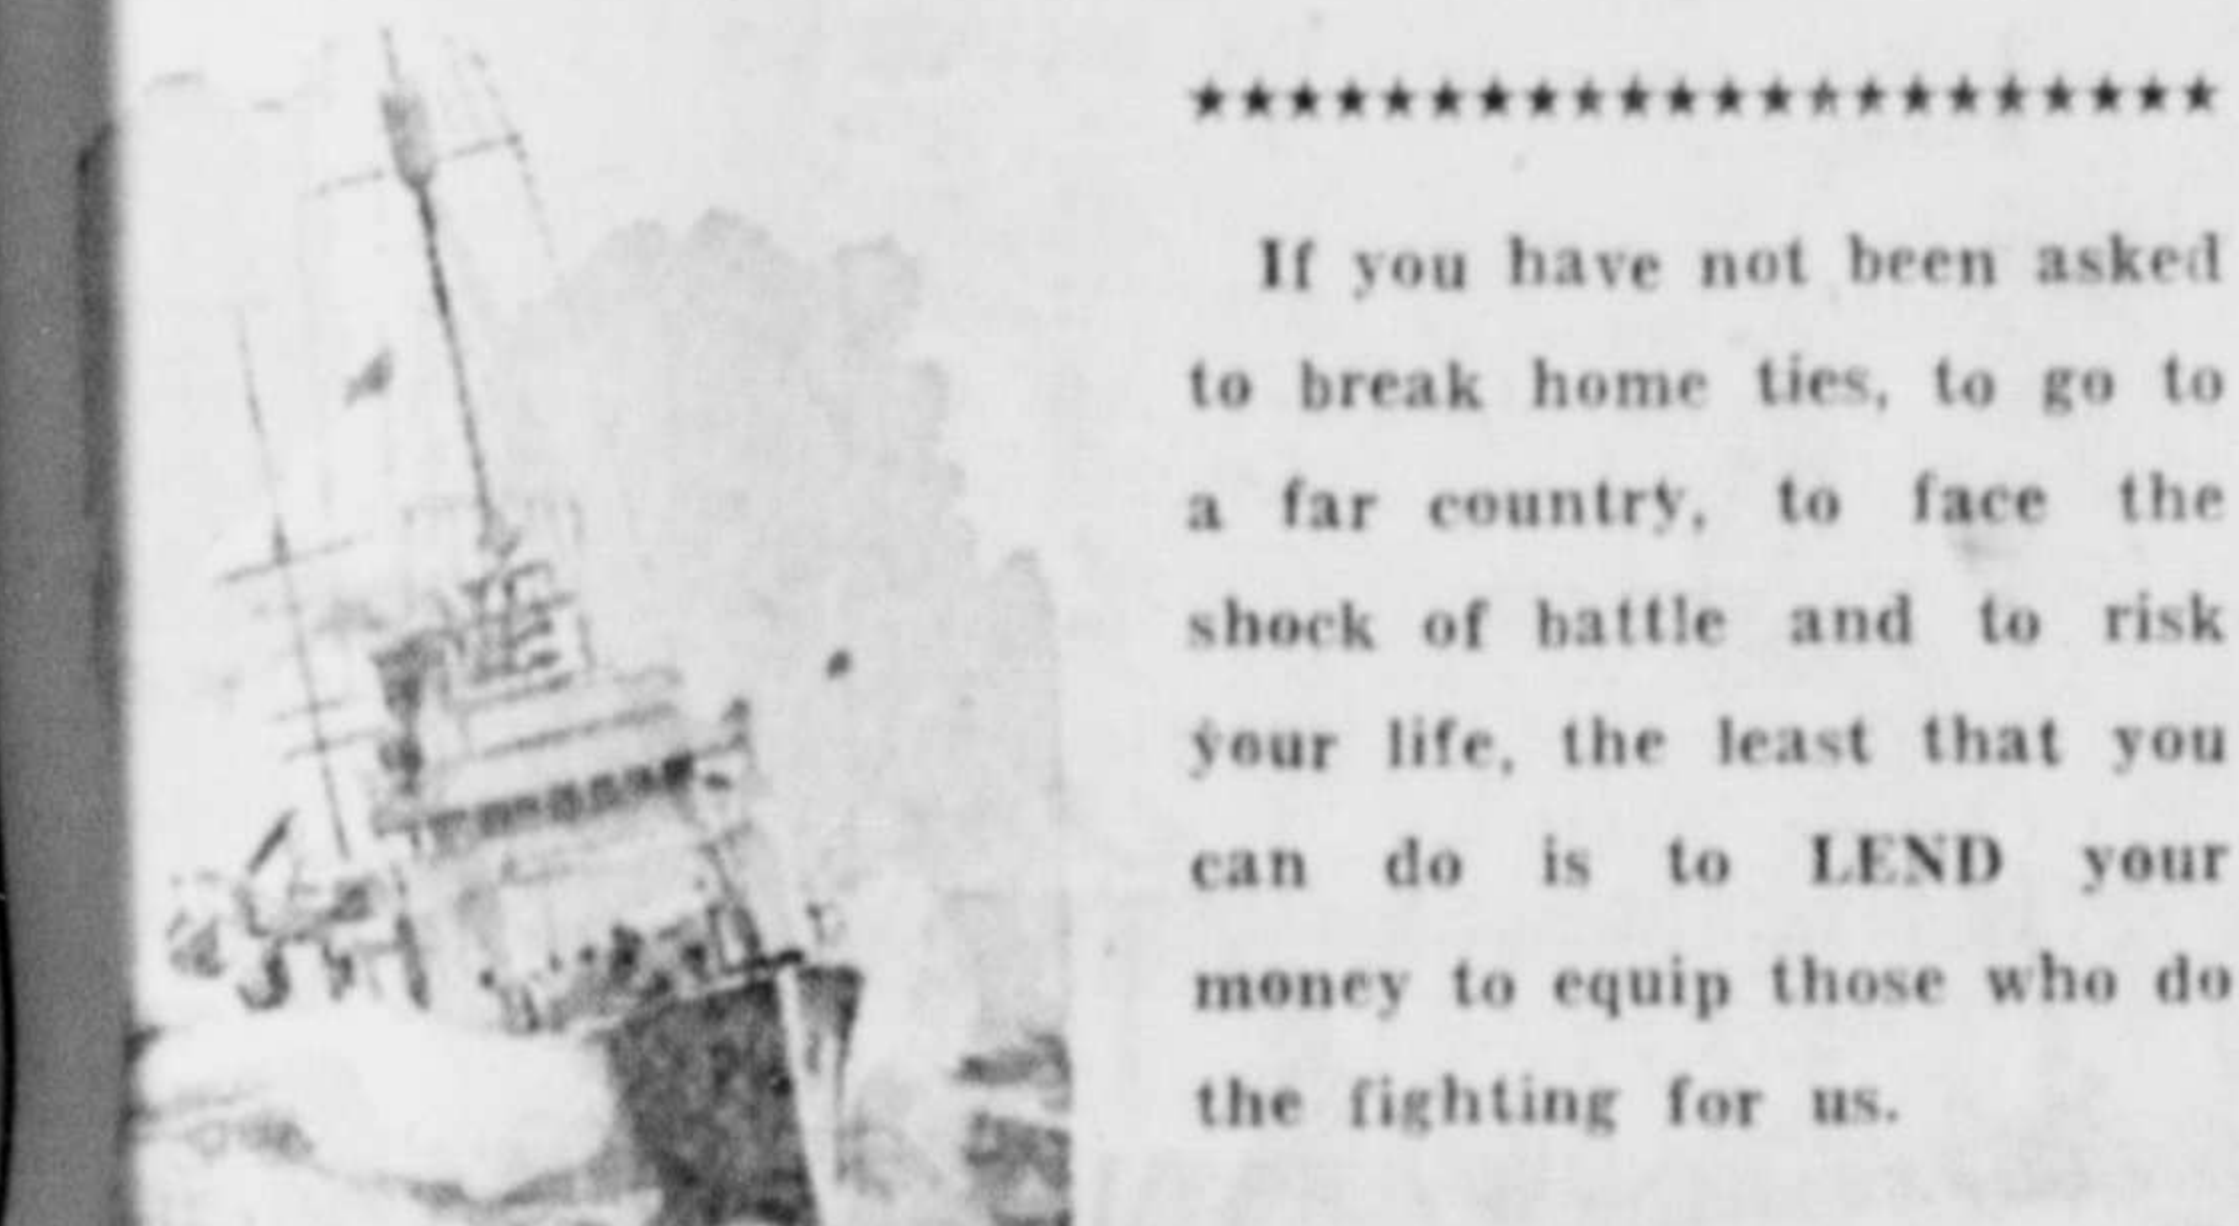 If you have not been asked
to break home ties, to go to
a far country, to face the
shock of battle and to risk
your life, the least that you
can do is to LEND your
money to equip those who do
the fighting for us.